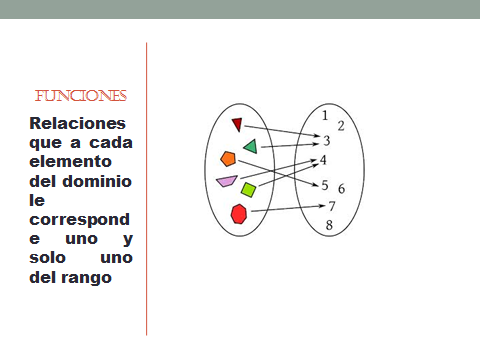 FUNCIONES
Relaciones
que a cada
elemento
del dominio
le
correspond
e uno y
solo uno
del rango
1
2
3
4
5 6
7
8